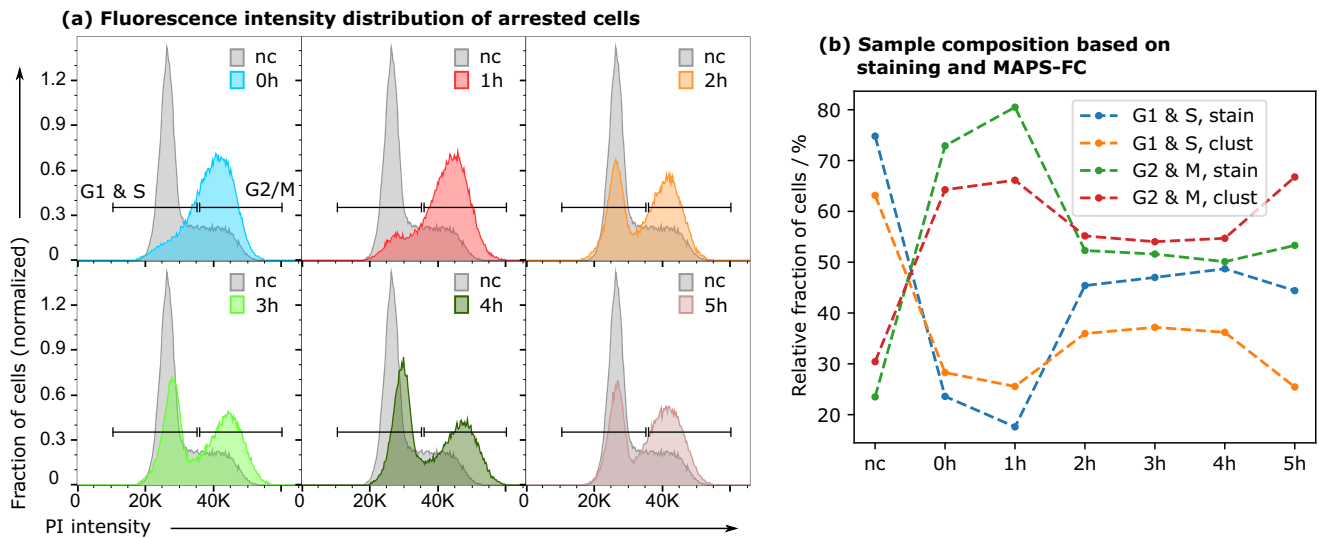 (a) Fluorescence intensity distribution of arrested cells
Fraction of cells (normalized)
1.2
0.9
0.6
0.3
0
nc
0h
G1 & S
G2/M
nc
1h
nc
2h
1.2
0.9
0.6
0.3
0
nc
3h
nc
4h
nc
5h
0 20K 40K 0 20K 40K 0 20K 40K
PI intensity
(b) Sample composition based on
staining and MAPS-FC
Relative fraction of cells / %
80
70
60
50
40
30
20
G1 & S, stain
G1 & S, clust
G2 & M, stain
G2 & M, clust
nc 0h 1h 2h 3h 4h 5h